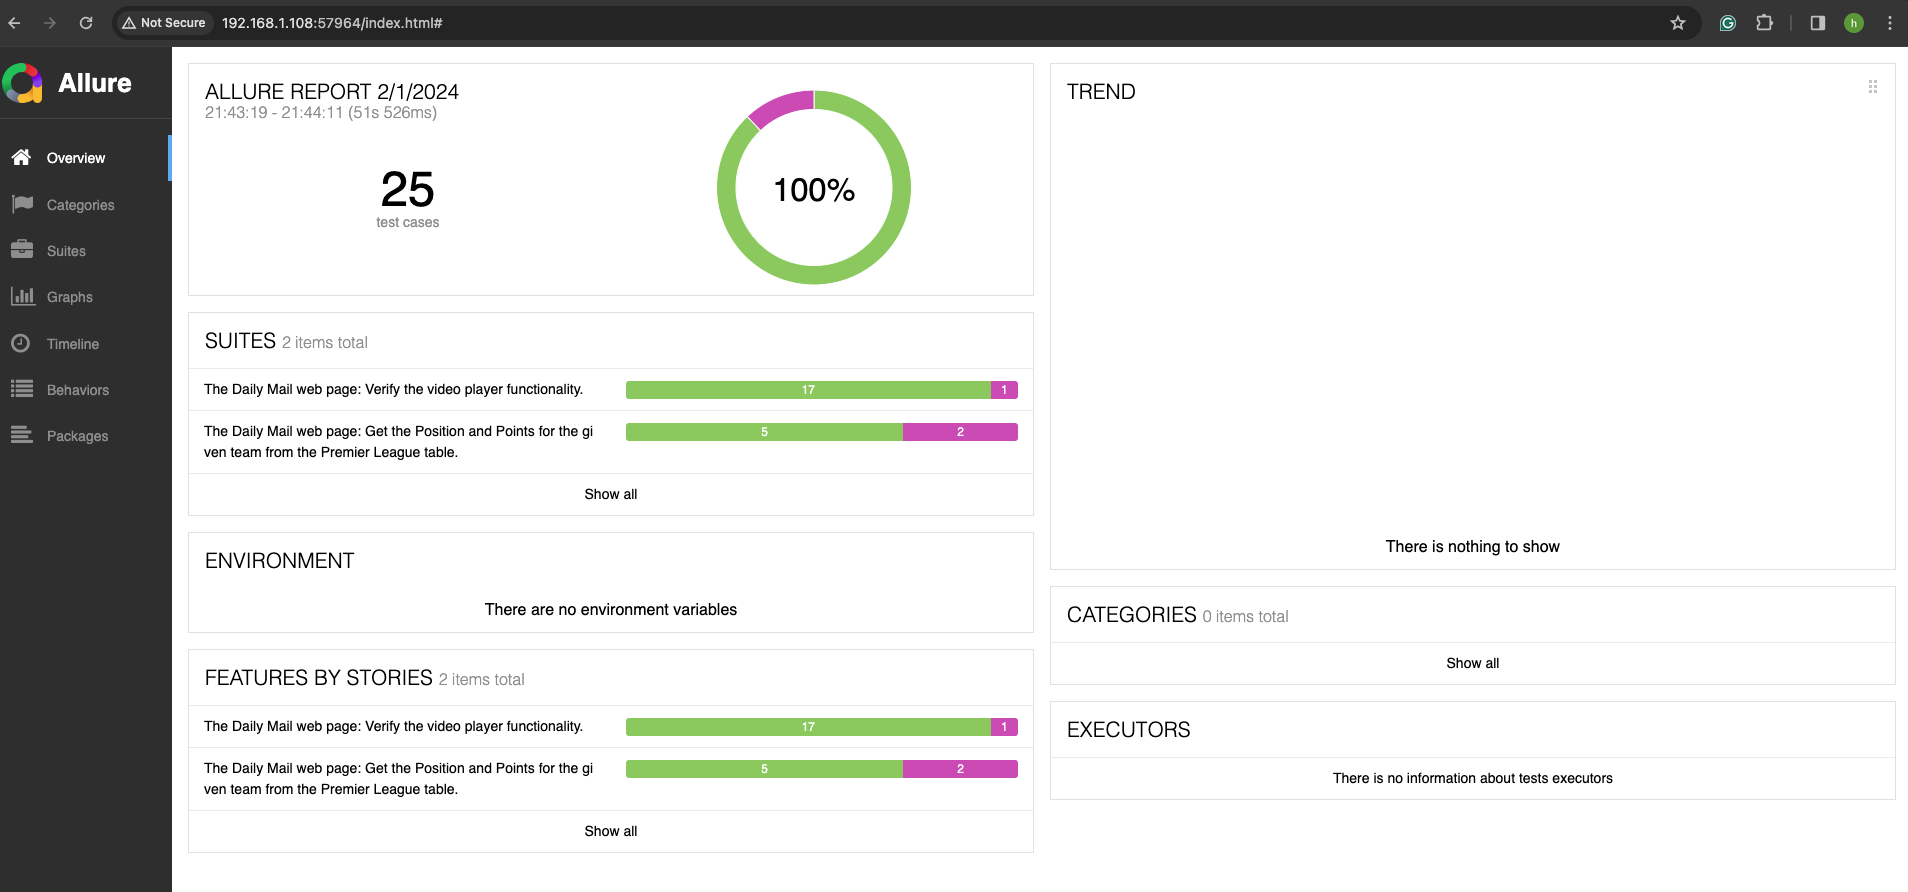 Not Secure 192.168.1.108:57964/index.html#
h
Allure
Overview
Categories
Suites
Graphs
Timeline
Behaviors
Packages
ALLURE REPORT 2/1/2024
21:43:19 - 21:44:11 (51s 526ms)
25
test cases
100%
SUITES 2 items total
The Daily Mail web page: Verify the video player functionality. 17 1
The Daily Mail web page: Get the Position and Points for the gi 5 2
ven team from the Premier League table.
Show all
ENVIRONMENT
There are no environment variables
FEATURES BY STORIES 2 items total
The Daily Mail web page: Verify the video player functionality. 17 1
The Daily Mail web page: Get the Position and Points for the gi 5 2
ven team from the Premier League table.
Show all
TREND
There is nothing to show
CATEGORIES 0 items total
Show all
EXECUTORS
There is no information about tests executors